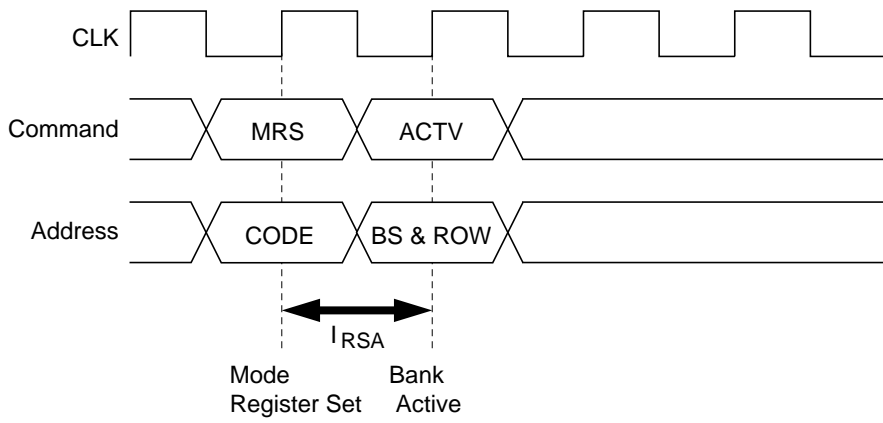 CLK
Command
MRS
ACTV
Address
CODE
BS & ROW
I RSA
Mode
Register Set
Bank
Active